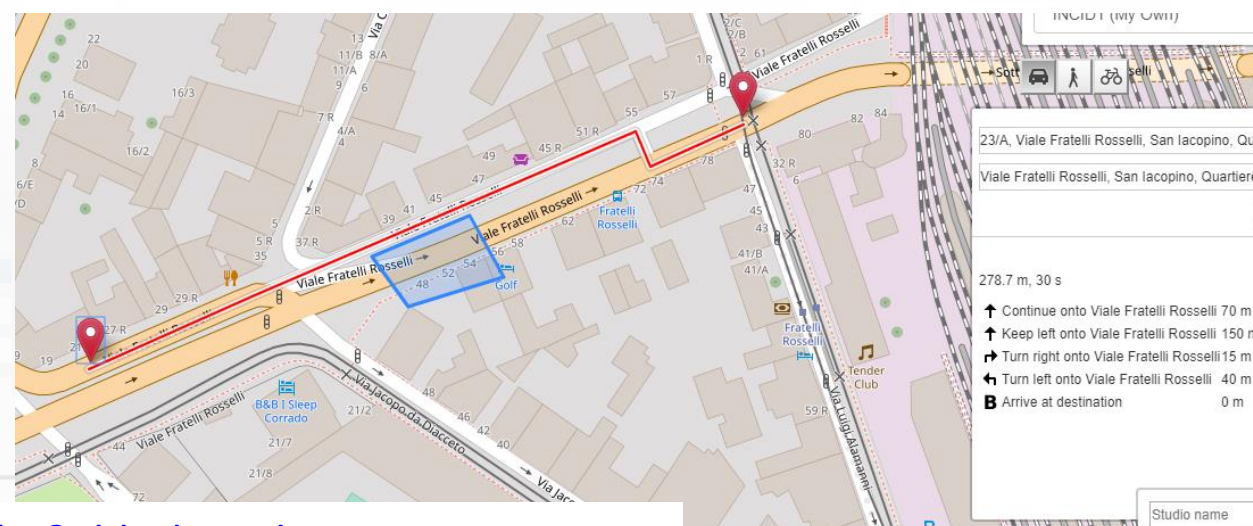 INCIDT (My Own)
22
20
16
16/1
14
16/2
16/3
8
13
11/B
8/A
11/A
9
6
7 R
4/A
4
2/C
2/B
2
61
1 R
Viale Fratelli Rosselli
57
55
51 R
49
45 R
45
41
39
2 R
5
5 R
37 R
35
Viale Fratelli Rosselli
Viale Fratelli Rosselli
48
52
54
56
58
62
72
74
78
80
82
84
32 R
6
47
45
43
41/B
41/A
Fratelli
Rosselli
Golf
29 R
29
27 R
19
B&B I Sleep
Corrado
21/2
21/7
21/8
44
Viale Fratelli Rosselli
72
Via Jacopo da Diacceto
48
46
42
40
Via Jaco
Fratelli
Rosselli
Tender
Club
59 R
Via Luigi Alamanni
B
23/A, Viale Fratelli Rosselli, San Iacopino, Qu
Viale Fratelli Rosselli, San Iacopino, Quartiere
278.7 m, 30 s
Continue onto Viale Fratelli Rosselli 70 m
Keep left onto Viale Fratelli Rosselli 150 m
Turn right onto Viale Fratelli Rosselli 15 m
Turn left onto Viale Fratelli Rosselli 40 m
B Arrive at destination 0 m
Studio name